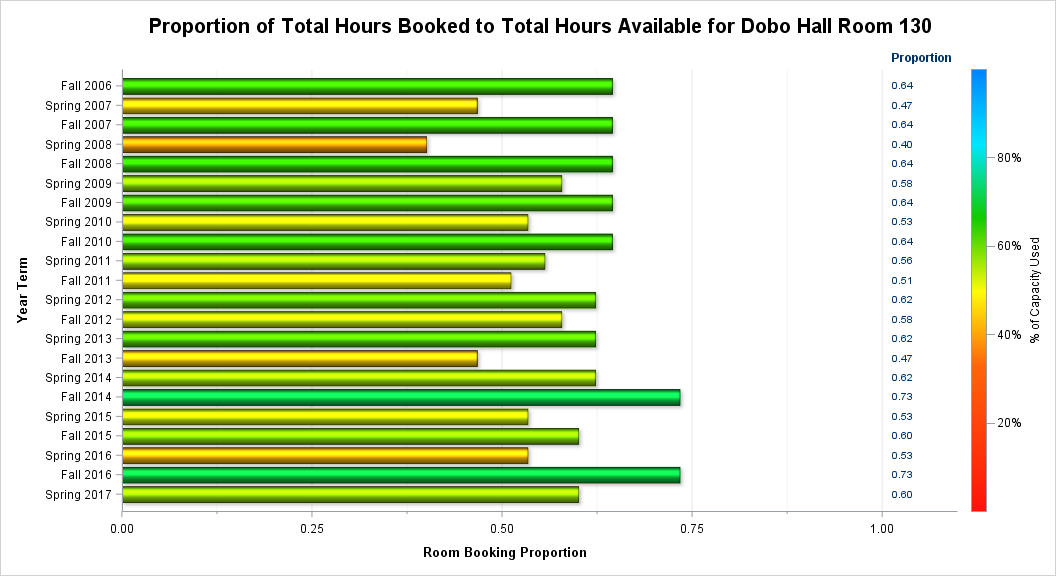 Proportion of Total Hours Booked to Total Hours Available for Dobo Hall Room 130
Proportion
Fall 2006 0.64
Spring 2007 0.47
Fall 2007 0.64
Spring 2008 0.40
Fall 2008 0.64
Spring 2009 0.58
Fall 2009 0.64
Spring 2010 0.53
Fall 2010 0.64
Spring 2011 0.56
Fall 2011 0.51
Spring 2012 0.62
Fall 2012 0.58
Spring 2013 0.62
Fall 2013 0.47
Spring 2014 0.62
Fall 2014 0.73
Spring 2015 0.53
Fall 2015 0.60
Spring 2016 0.53
Fall 2016 0.73
Spring 2017 0.60
Year Term
80%
60%
40%
20%
% of Capacity Used
0.00 0.25 0.50 0.75 1.00
Room Booking Proportion